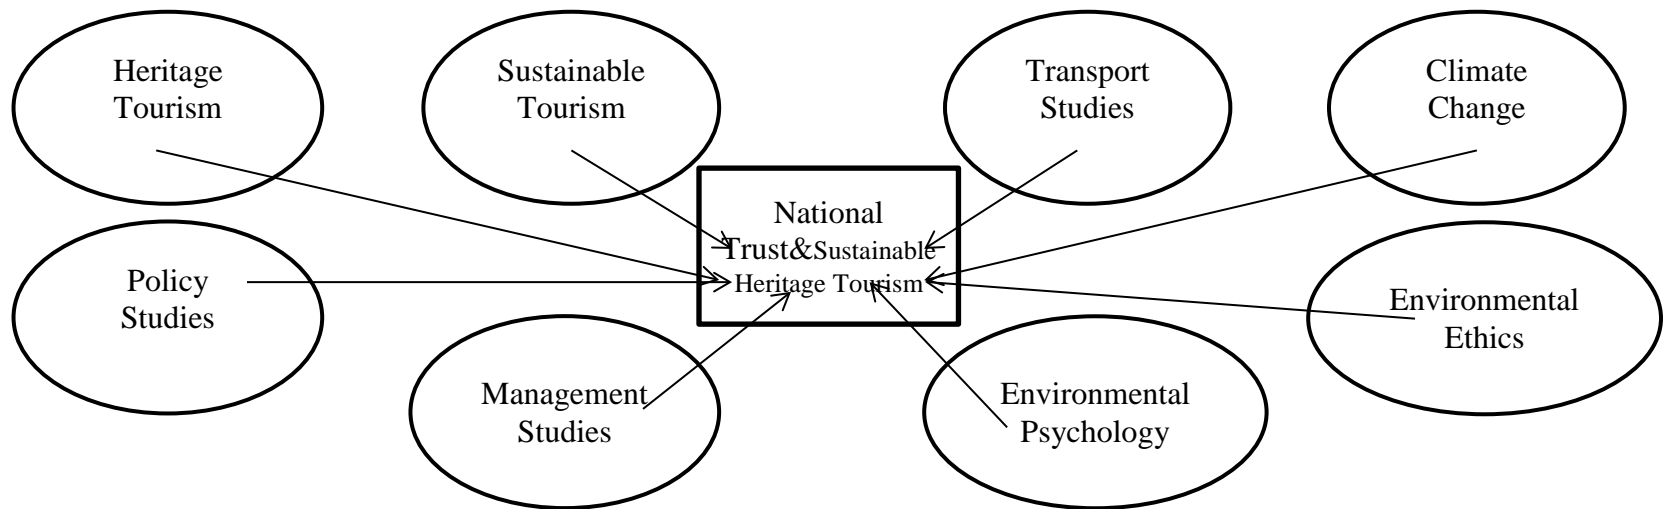 Heritage
Tourism
Sustainable
Tourism
Transport
Studies
Climate
Change
National
Trust&Sustainable
Heritage Tourism
Policy
Studies
Environmental
Ethics
Management
Studies
Environmental
Psychology